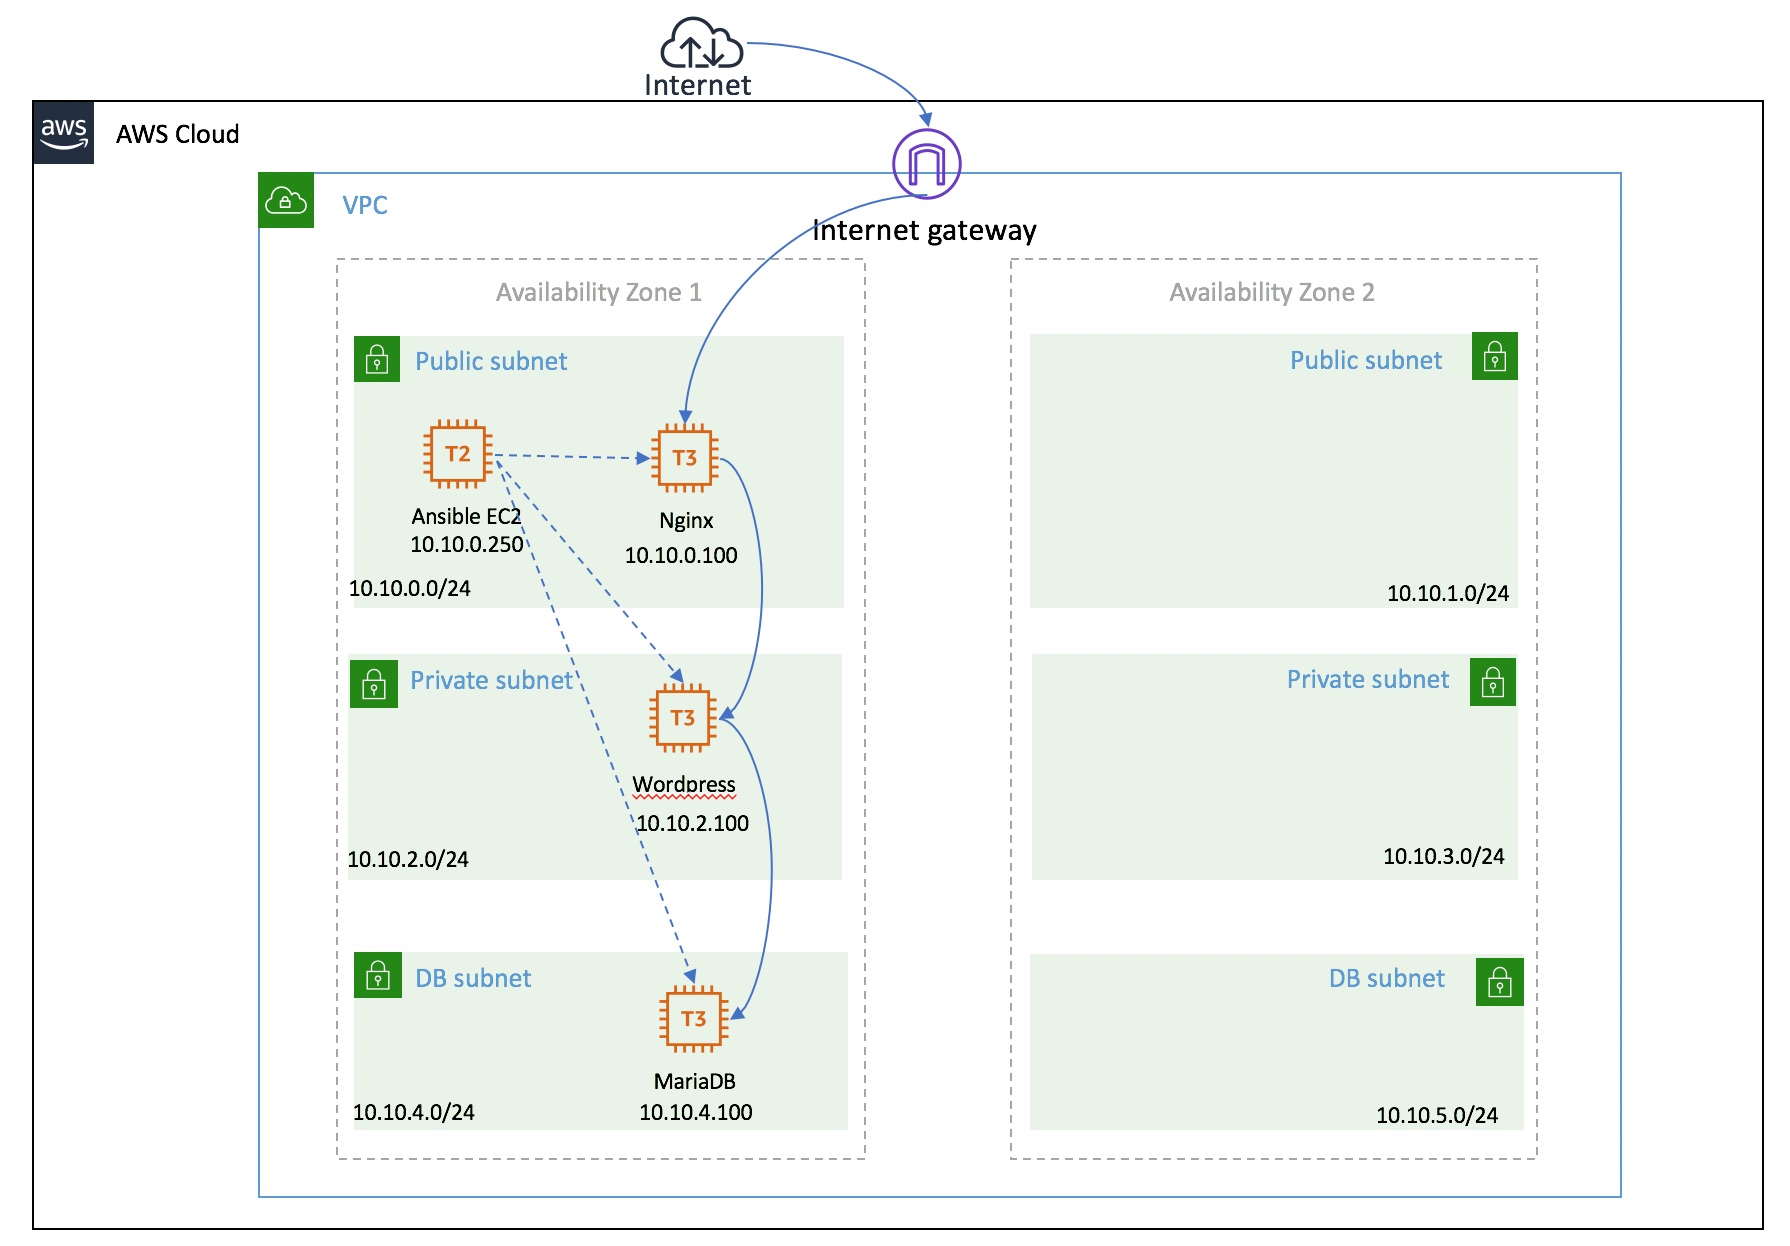 Internet
aws
AWS Cloud
VPC
Internet gateway
Availability Zone 1
Public subnet
T2
T3
Ansible EC2
10.10.0.250
Nginx
10.10.0.100
10.10.0.0/24
Private subnet
T3
Wordpress
10.10.2.100
10.10.2.0/24
DB subnet
T3
MariaDB
10.10.4.100
10.10.4.0/24
Availability Zone 2
Public subnet
10.10.1.0/24
Private subnet
10.10.3.0/24
DB subnet
10.10.5.0/24